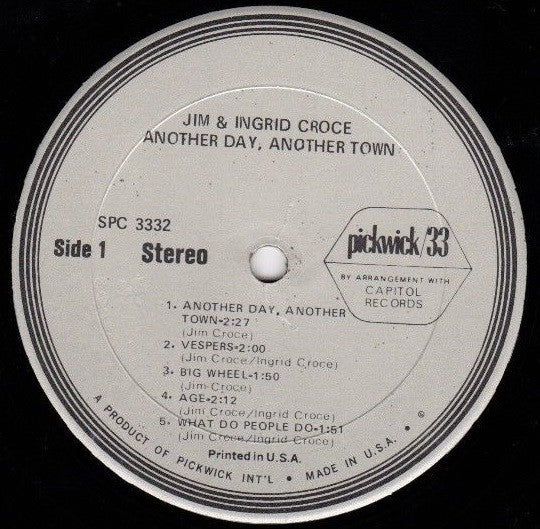 JIM & INGRID CROCE
ANOTHER DAY, ANOTHER TOWN
SPC 3332
Side 1 Stereo
pickwick/33
BY ARRANGEMENT WITH
CAPITOL
RECORDS
1. ANOTHER DAY, ANOTHER
TOWN-2:27
(Jim Croce)
2. VESPERS-2:00
(Jim Croce/Ingrid Croce)
3. BIG WHEEL-1:50
(Jim Croce)
4. AGE-2:12
(Jim Croce/Ingrid Croce)
5. WHAT DO PEOPLE DO-1:51
(Jim Croce/Ingrid Croce)
Printed in U.S.A.
A PRODUCT OF PICKWICK INT'L • MADE IN U.S.A. • ℗